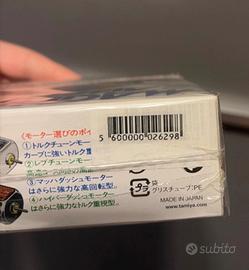 《モーター選びのポイ
①トルクチューンモー
カーブに強いトルク重
②レブチューンモー
③マッハダッシュモーター
はさらに強力な高回転型。
④ハイパーダッシュモーター
はさらに強力なトルク重視型。
5 600000 026298
プラ
袋
グリスチューブ:PE
MADE IN JAPAN
www.tamiya.com
subito